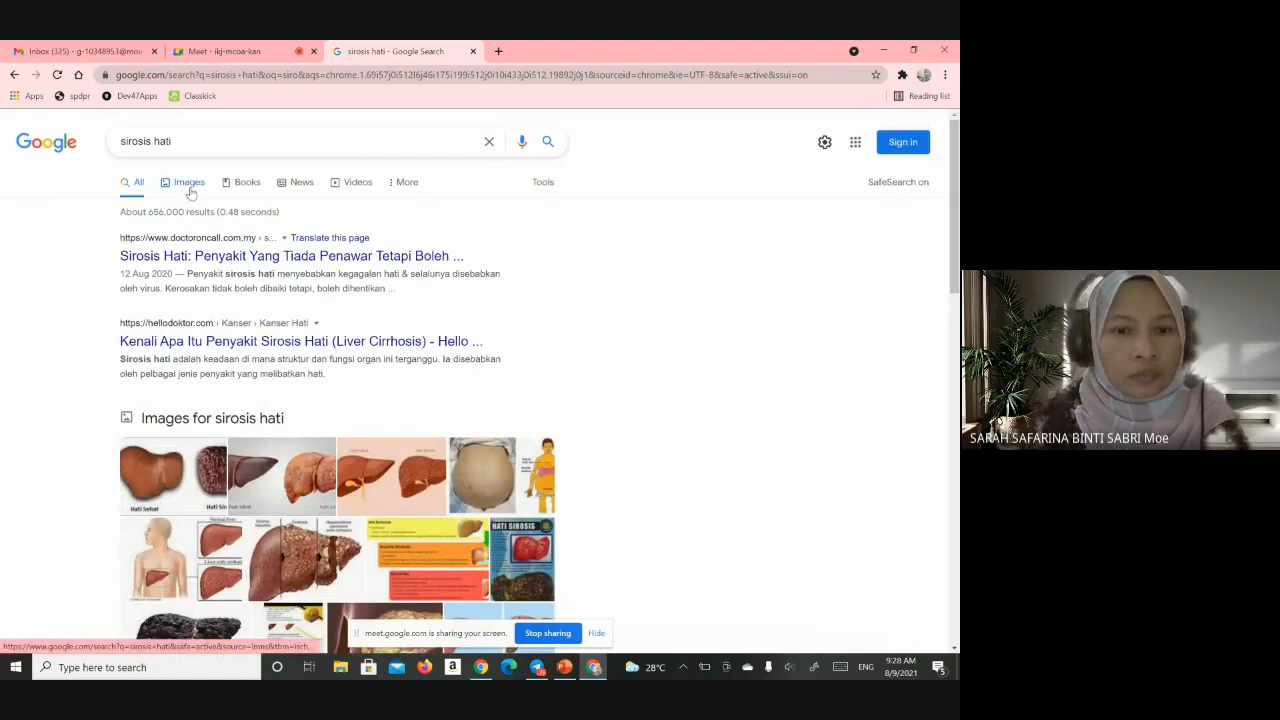 Inbox (325) - g-10348953@moe
Meet - ikj-mcoa-kan
sirosis hati - Google Search
google.com/search?q=sirosis+hati&oq=siro&aqs=chrome.1.69i57j0i512l6j46i175i199i512j0i10i433j0i512.19892j0j1&sourceid=chrome&ie=UTF-8&safe=active&ssui=on
Apps
spdpr
Dev47Apps
Classkick
Reading list
Google
sirosis hati
Sign in
All
Images
Books
News
Videos
More
Tools
SafeSearch on
About 656,000 results (0.48 seconds)
https://www.doctoroncall.com.my › s... Translate this page
Sirosis Hati: Penyakit Yang Tiada Penawar Tetapi Boleh ...
12 Aug 2020 — Penyakit sirosis hati menyebabkan kegagalan hati & selalunya disebabkan
oleh virus. Kerosakan tidak boleh dibaiki tetapi, boleh dihentikan ...
https://hellodoktor.com › Kanser › Kanser Hati
Kenali Apa Itu Penyakit Sirosis Hati (Liver Cirrhosis) - Hello ...
Sirosis hati adalah keadaan di mana struktur dan fungsi organ ini terganggu. Ia disebabkan
oleh pelbagai jenis penyakit yang melibatkan hati.
SARAH SAFARINA BINTI SABRI Moe
Images for sirosis hati
Hati Sehat
Hati Sir
HATI SIROSIS
meet.google.com is sharing your screen.
Stop sharing
Hide
https://www.google.com/search?q=sirosis+hati&safe=active&source=lnms&tbm=isch...
Type here to search
28°C
ENG
9:28 AM
8/9/2021
5